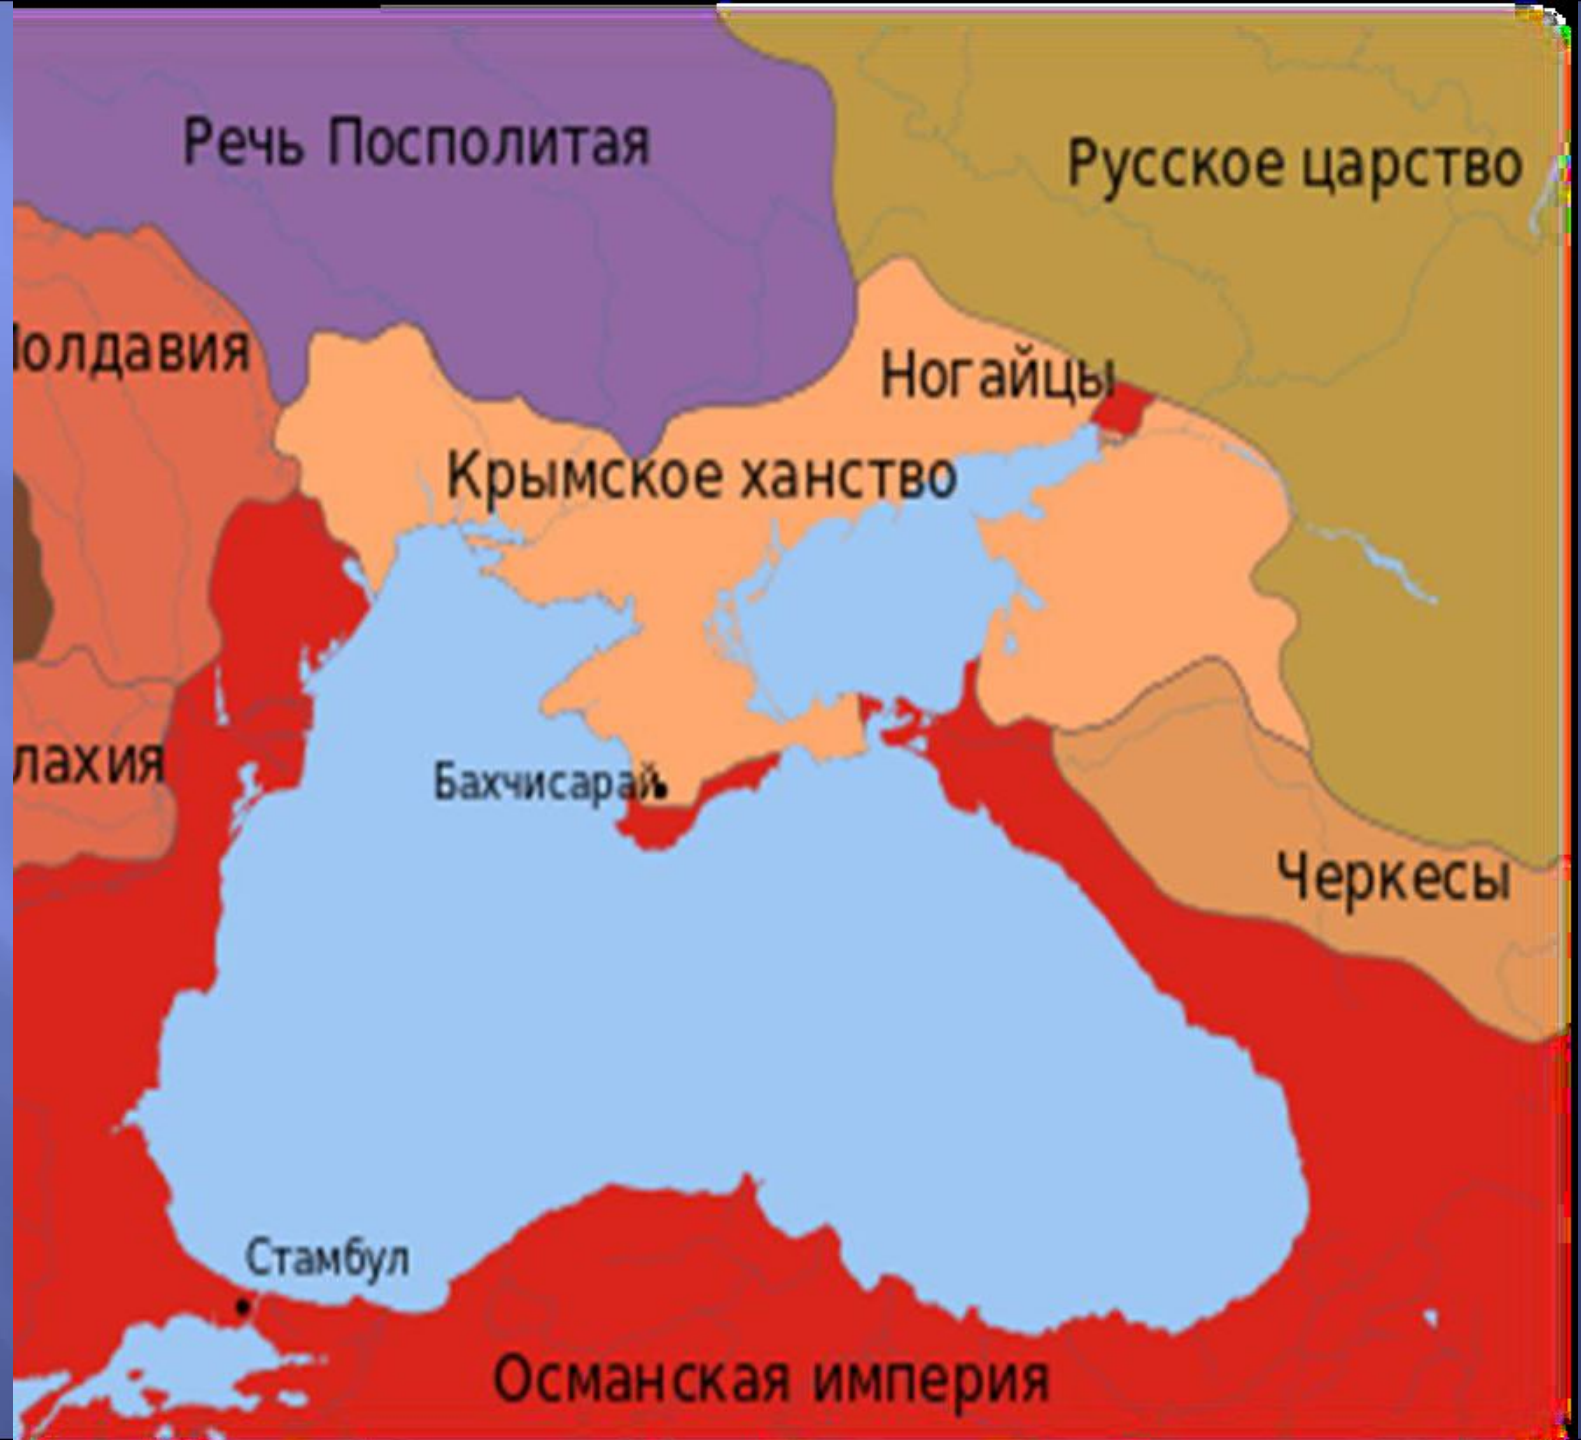 Речь Посполитая
Русское царство
олдавия
Ногайцы
Крымское ханство
лахия
Бахчисарай
Черкесы
Стамбул
Османская империя